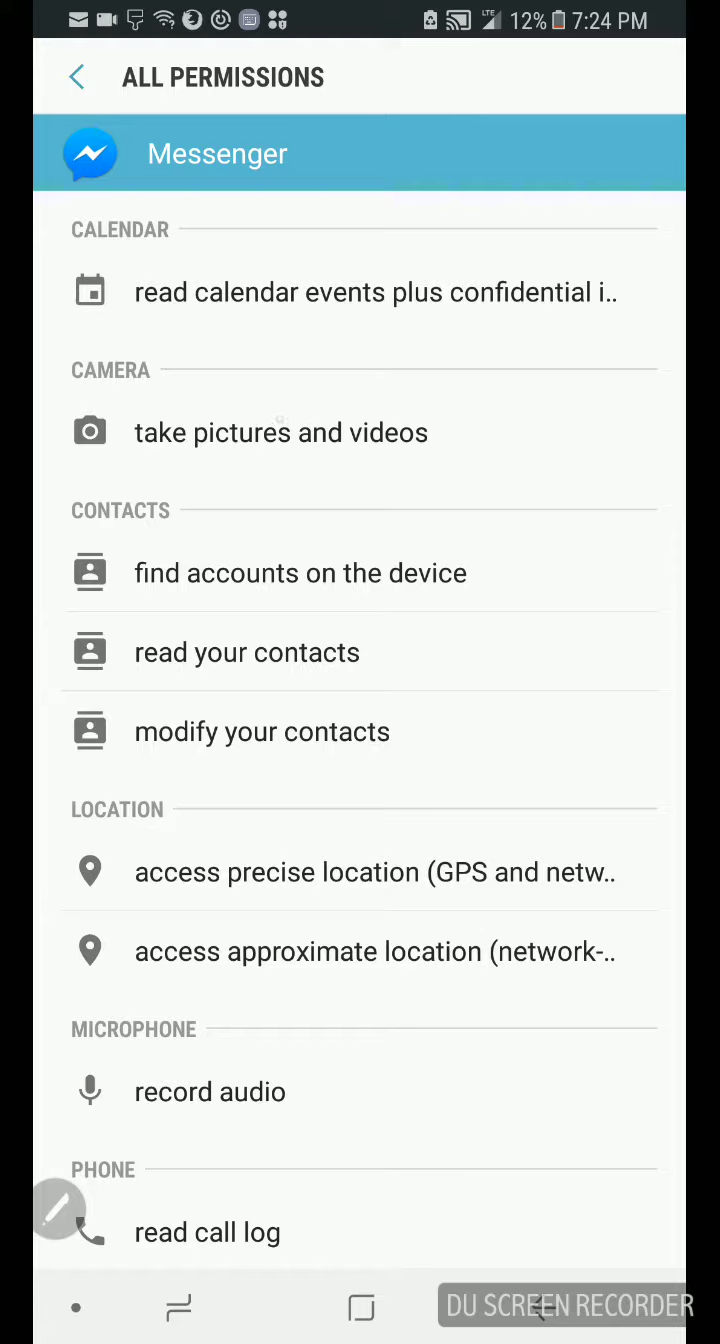 LTE 12% 7:24 PM
ALL PERMISSIONS
Messenger
CALENDAR
read calendar events plus confidential i..
CAMERA
take pictures and videos
CONTACTS
find accounts on the device
read your contacts
modify your contacts
LOCATION
access precise location (GPS and netw..
access approximate location (network-..
MICROPHONE
record audio
PHONE
read call log
DU SCREEN RECORDER